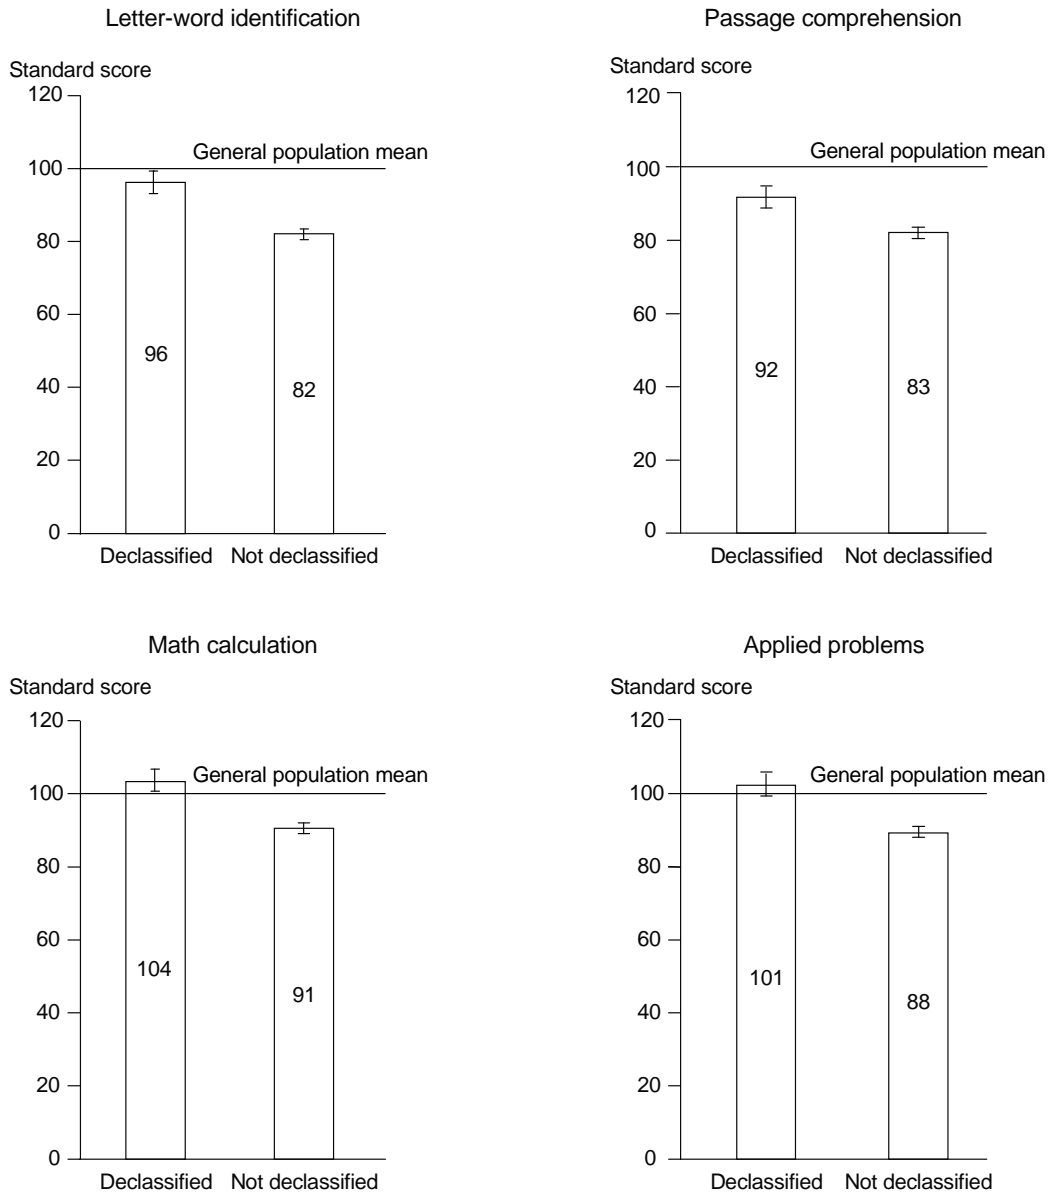 Letter-word identification
Standard score
120
General population mean
100
80
60
96
82
40
20
0
Declassified Not declassified
Passage comprehension
Standard score
120
General population mean
100
80
60
92
83
40
20
0
Declassified Not declassified
Math calculation
Standard score
120
General population mean
100
80
60
104
91
40
20
0
Declassified Not declassified
Applied problems
Standard score
120
General population mean
100
80
60
101
88
40
20
0
Declassified Not declassified